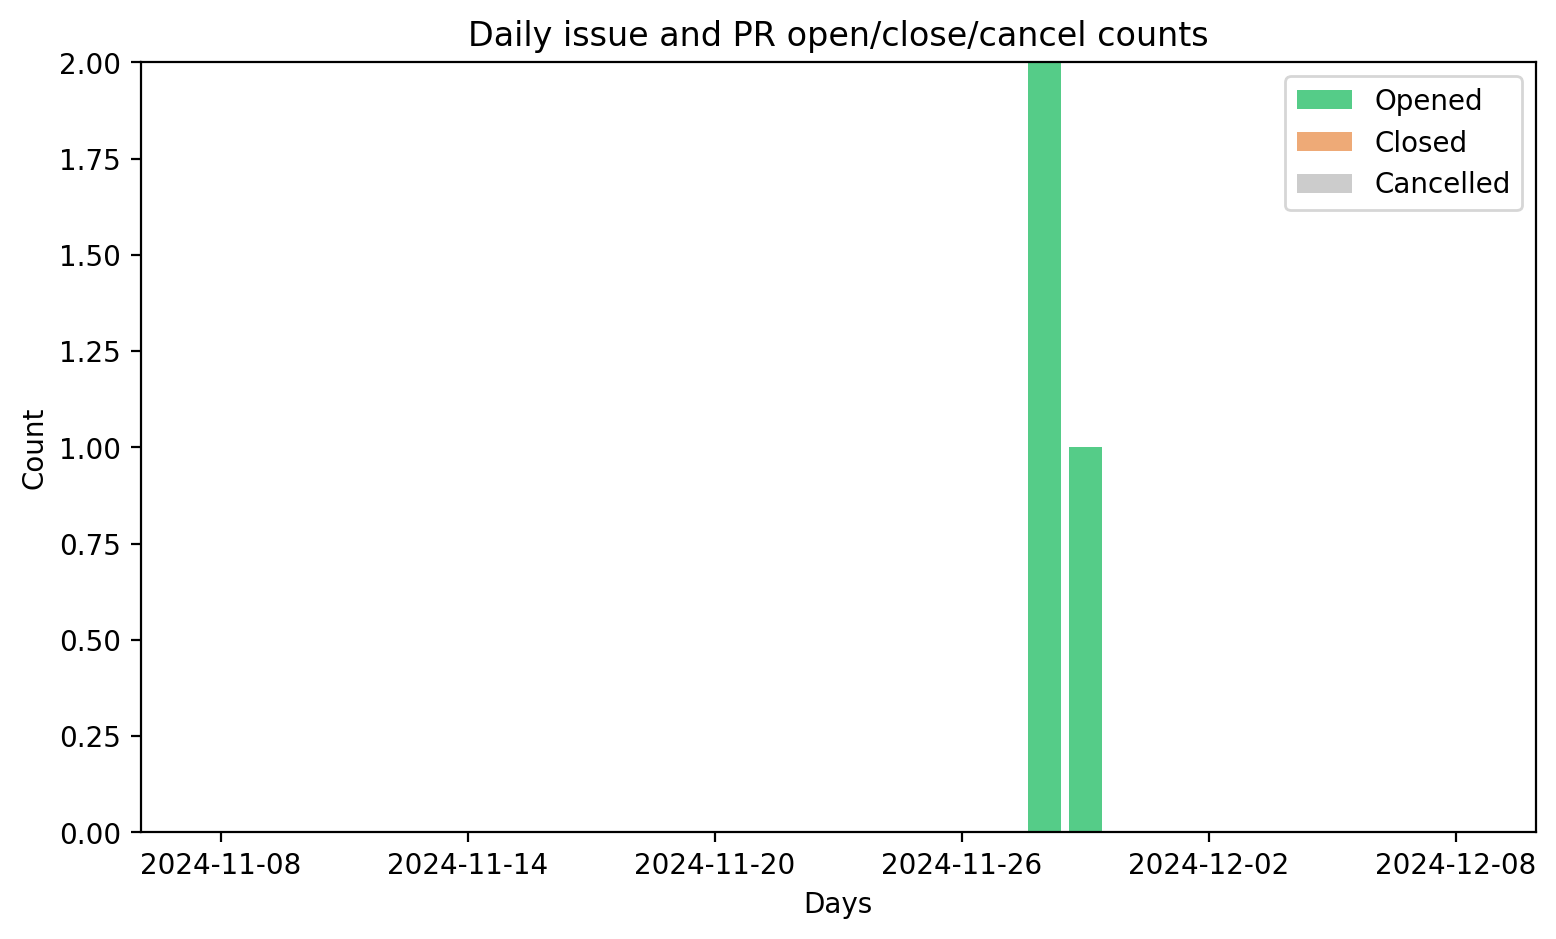 Daily issue and PR open/close/cancel counts
2.00
1.75
1.50
1.25
1.00
0.75
0.50
0.25
0.00
Count
Opened
Closed
Cancelled
2024-11-08
2024-11-14
2024-11-20
2024-11-26
2024-12-02
2024-12-08
Days